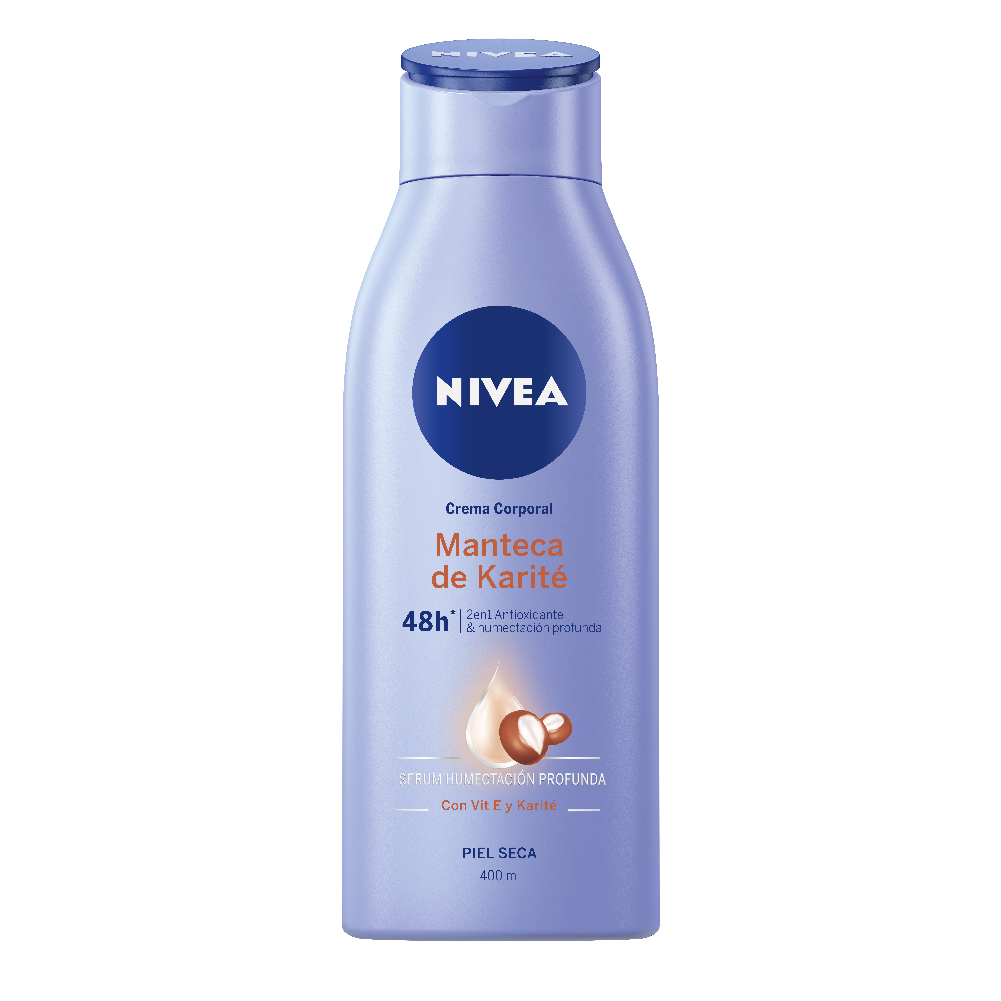 NIVEA
NIVEA
Crema Corporal
Manteca
de Karité
48h* 2en1 Antioxidante
& humectación profunda
SERUM HUMECTACIÓN PROFUNDA
Con Vit E y Karité
PIEL SECA
400 m